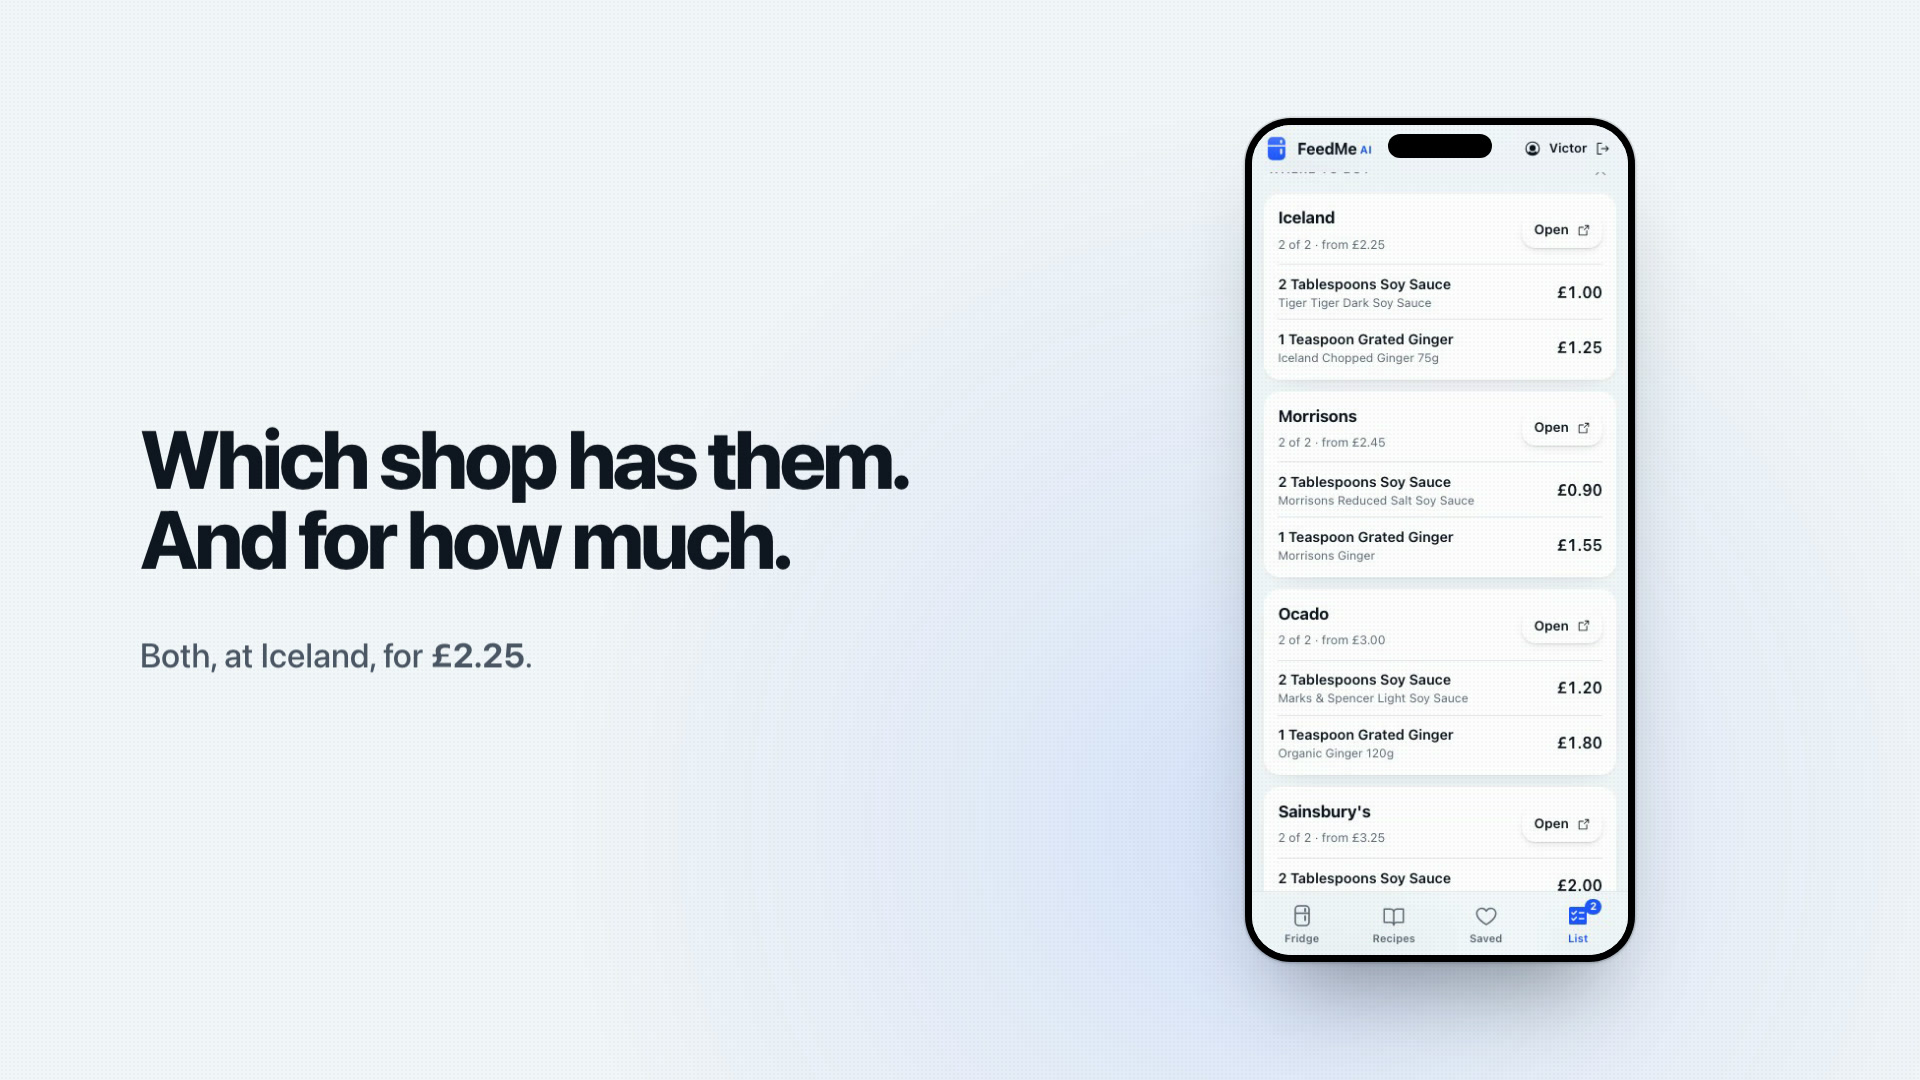 Which shop has them.
And for how much.
Both, at Iceland, for £2.25.
FeedMe AI
Victor
Iceland
2 of 2 · from £2.25
Open
2 Tablespoons Soy Sauce
Tiger Tiger Dark Soy Sauce
£1.00
1 Teaspoon Grated Ginger
Iceland Chopped Ginger 75g
£1.25
Morrisons
2 of 2 · from £2.45
Open
2 Tablespoons Soy Sauce
Morrisons Reduced Salt Soy Sauce
£0.90
1 Teaspoon Grated Ginger
Morrisons Ginger
£1.55
Ocado
2 of 2 · from £3.00
Open
2 Tablespoons Soy Sauce
Marks & Spencer Light Soy Sauce
£1.20
1 Teaspoon Grated Ginger
Organic Ginger 120g
£1.80
Sainsbury's
2 of 2 · from £3.25
Open
2 Tablespoons Soy Sauce
£2.00
Fridge
Recipes
Saved
2
List